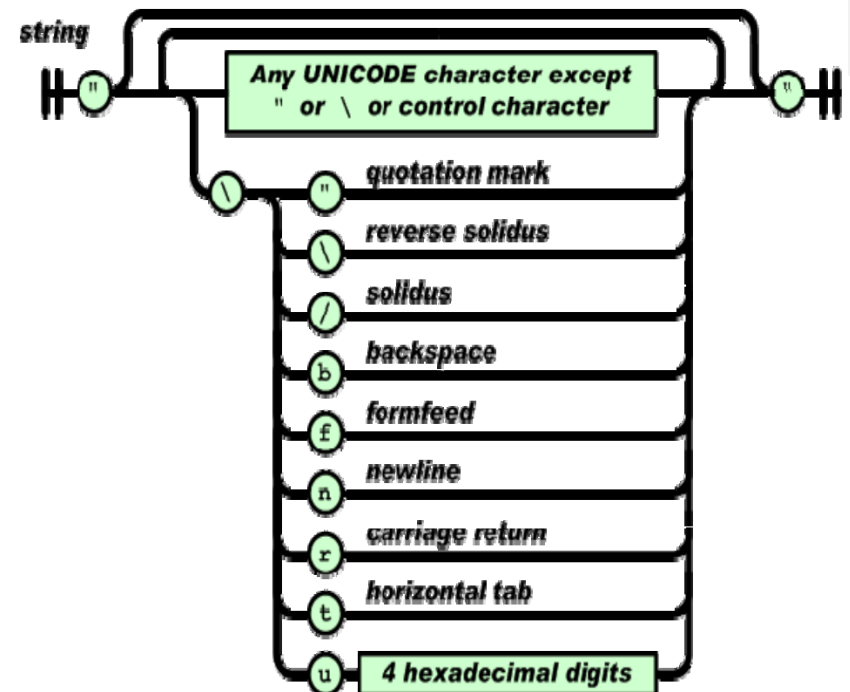 string
" Any UNICODE character except "
" or \ or control character
\ " quotation mark
\ reverse solidus
/ solidus
b backspace
f formfeed
n newline
r carriage return
t horizontal tab
u 4 hexadecimal digits